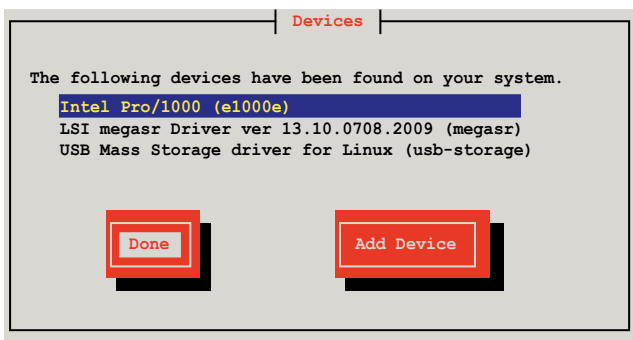 Devices
The following devices have been found on your system.
Intel Pro/1000 (e1000e)
LSI megasr Driver ver 13.10.0708.2009 (megasr)
USB Mass Storage driver for Linux (usb-storage)
Done
Add Device